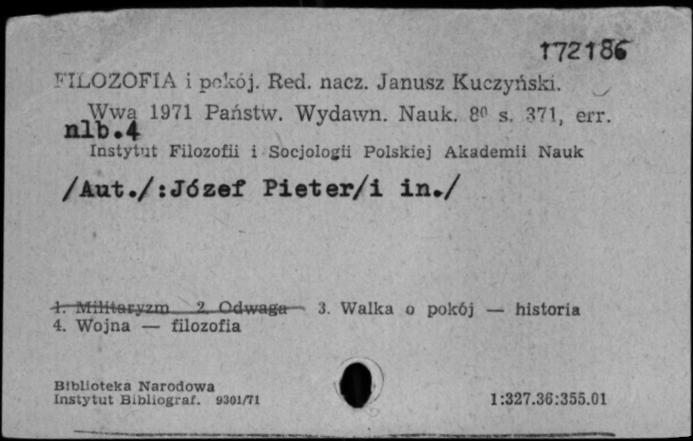 172186
FILOZOFIA i pokój. Red. nacz. Janusz Kuczyński.
Wwa 1971 Państw. Wydawn. Nauk. 8⁰ s. 371, err.
nlb.4
Instytut Filozofii i Socjologii Polskiej Akademii Nauk
/Aut./:Józef Pieter/i in./
1. Militaryzm 2. Odwaga 3. Walka o pokój — historia
4. Wojna — filozofia
Biblioteka Narodowa
Instytut Bibliograf. 9301/71
1:327.36:355.01